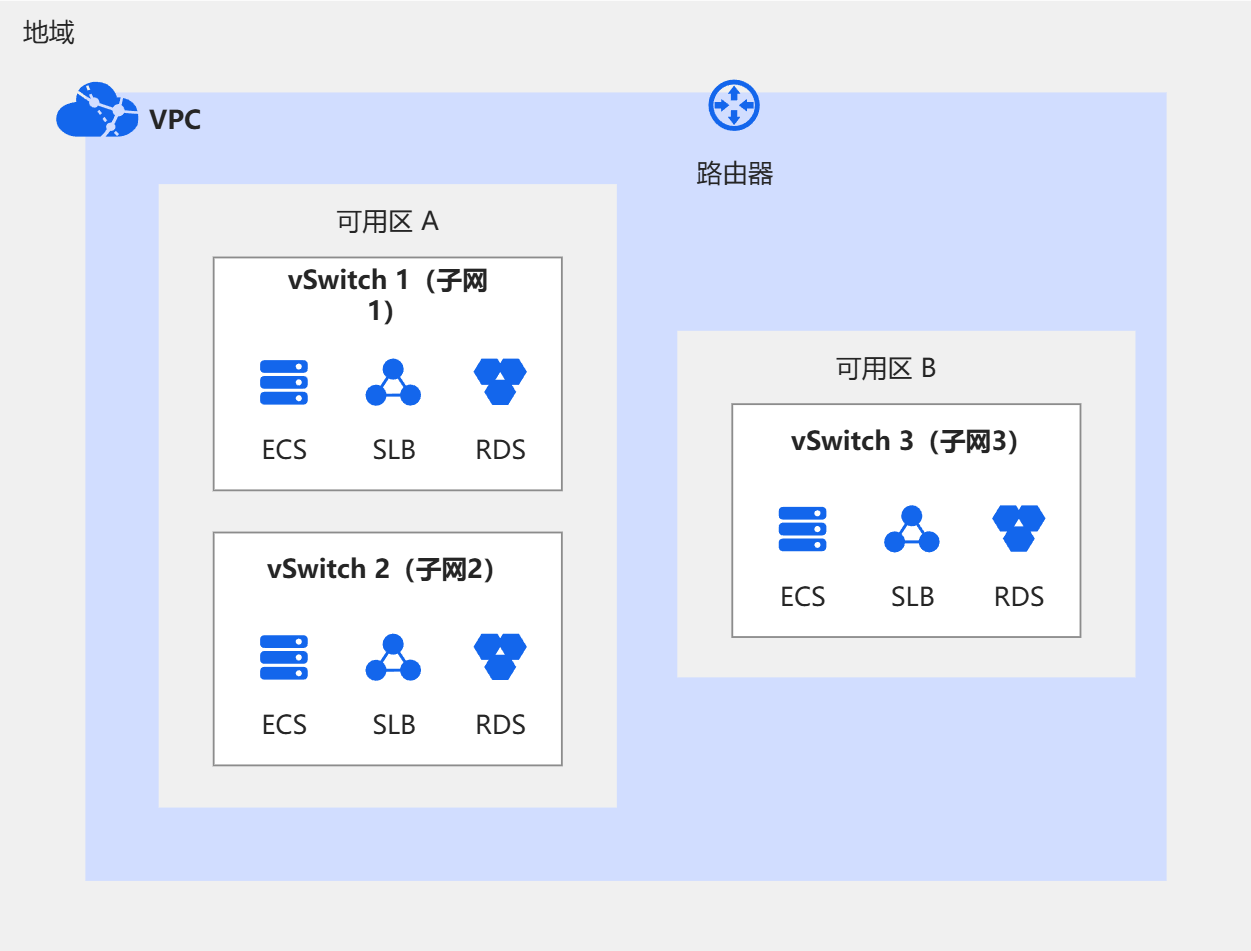 地域
VPC
路由器
可用区 A
vSwitch 1（子网
1）
ECS
SLB
RDS
vSwitch 2（子网2）
ECS
SLB
RDS
可用区 B
vSwitch 3（子网3）
ECS
SLB
RDS